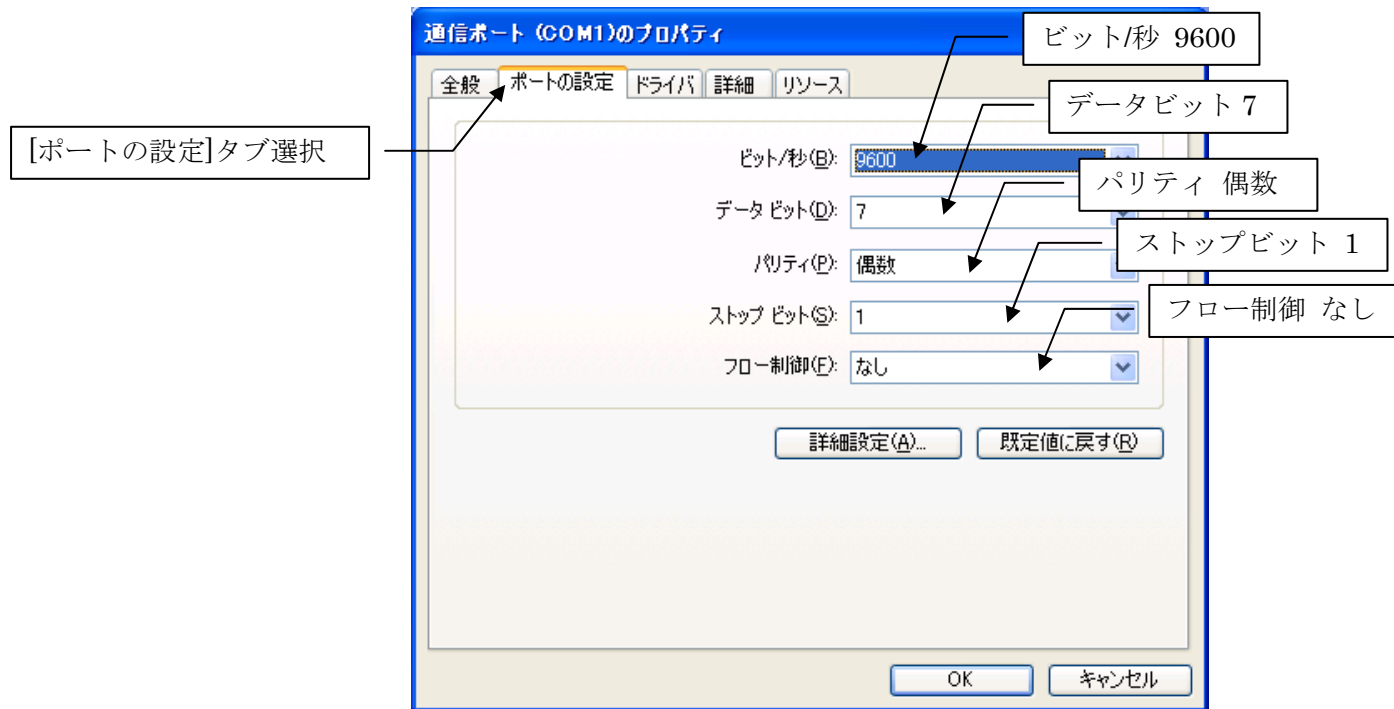 通信ポート (COM1)のプロパティ
ビット/秒 9600
全般 ポートの設定 ドライバ 詳細 リソース
データビット 7
[ポートの設定]タブ選択
ビット/秒(B): 9600
パリティ 偶数
データ ビット(D): 7
ストップビット 1
パリティ(P): 偶数
フロー制御 なし
ストップ ビット(S): 1
フロー制御(F): なし
詳細設定(A)... 既定値に戻す(R)
OK キャンセル